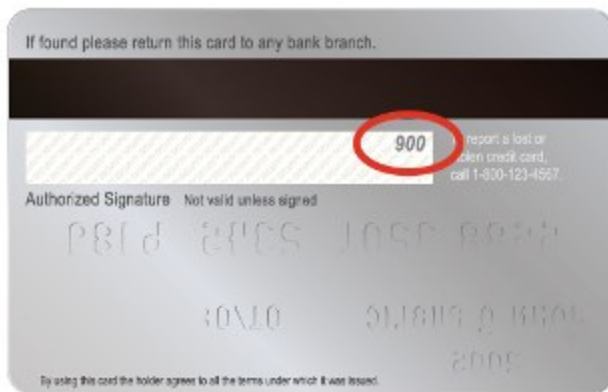 If found please return this card to any bank branch.
900
report a lost or
stolen credit card,
call 1-800-123-4567.
Authorized Signature Not valid unless signed
By using this card the holder agrees to all the terms under which it was issued.